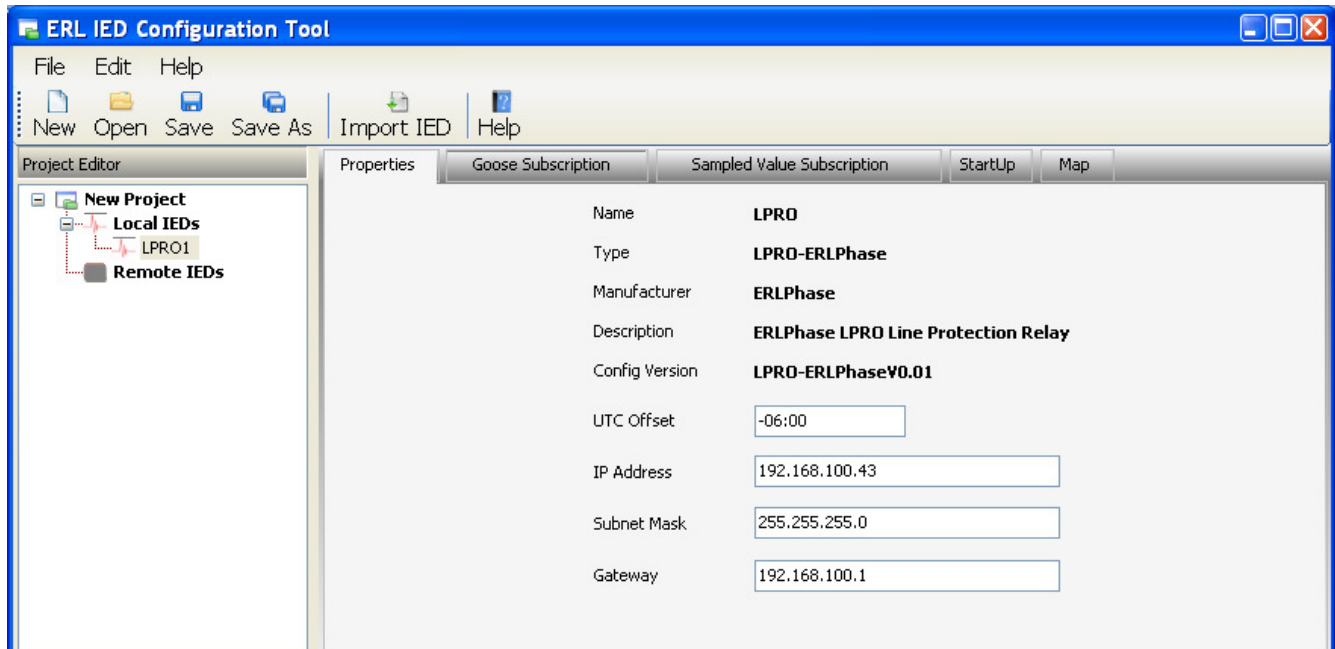 ERL IED Configuration Tool
File Edit Help
New Open Save Save As Import IED Help
Project Editor
New Project
Local IEDs
LPRO1
Remote IEDs
Properties Goose Subscription Sampled Value Subscription StartUp Map
Name LPRO
Type LPRO-ERLPhase
Manufacturer ERLPhase
Description ERLPhase LPRO Line Protection Relay
Config Version LPRO-ERLPhaseV0.01
UTC Offset -06:00
IP Address 192.168.100.43
Subnet Mask 255.255.255.0
Gateway 192.168.100.1